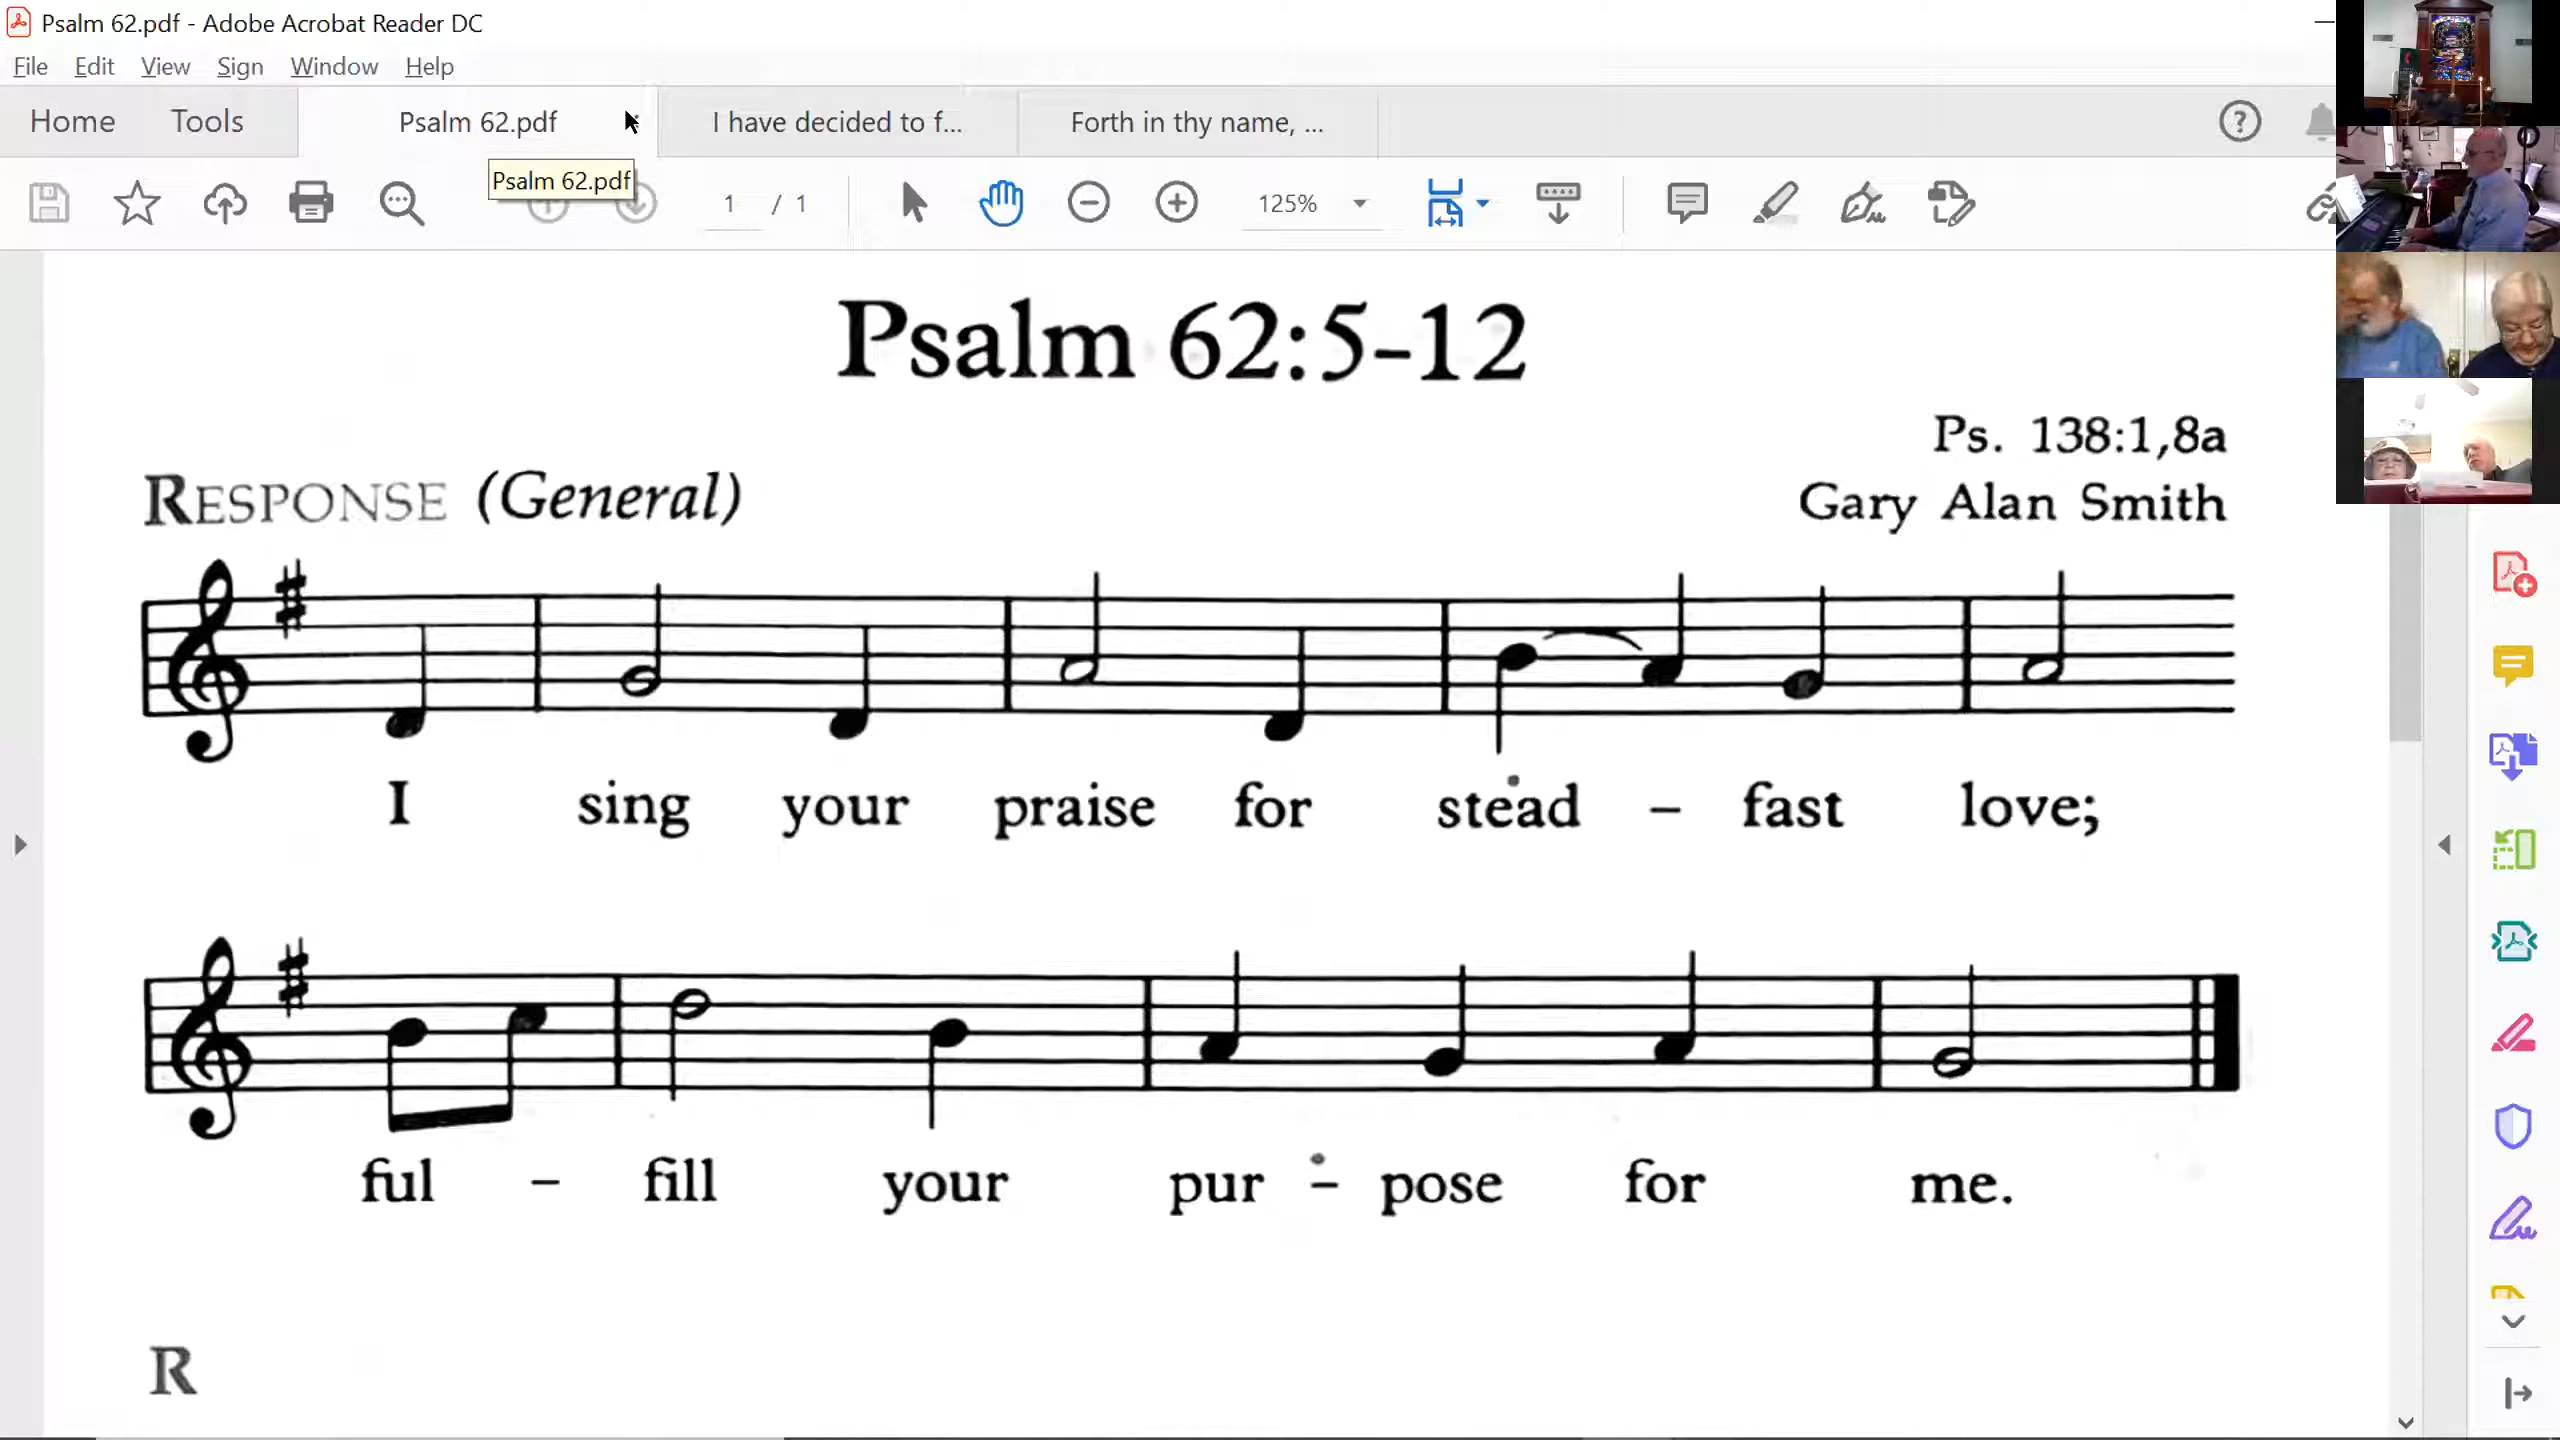 Psalm 62.pdf - Adobe Acrobat Reader DC
File Edit View Sign Window Help
Home Tools Psalm 62.pdf I have decided to f... Forth in thy name, ...
Psalm 62.pdf
1 / 1 125%
Psalm 62:5-12
Ps. 138:1,8a
RESPONSE (General) Gary Alan Smith
I sing your praise for stead - fast love;
ful - fill your pur - pose for me.
R